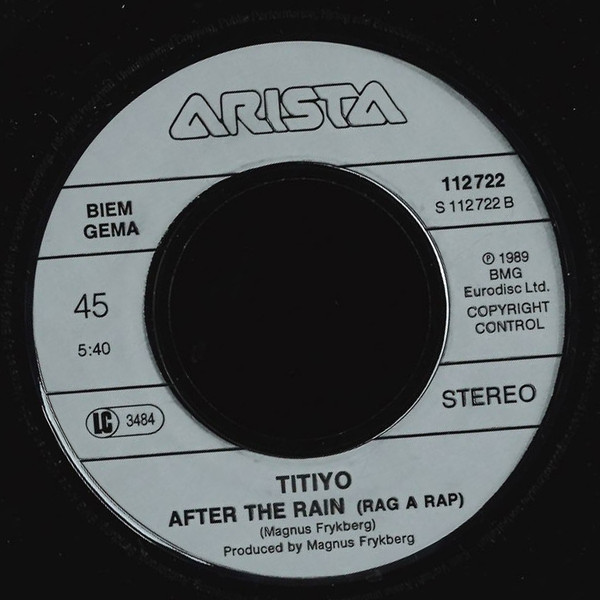 ARISTA
BIEM
GEMA
112722
S 112722 B
45
5:40
℗ 1989
BMG
Eurodisc Ltd.
COPYRIGHT
CONTROL
LC 3484
STEREO
TITIYO
AFTER THE RAIN (RAG A RAP)
(Magnus Frykberg)
Produced by Magnus Frykberg